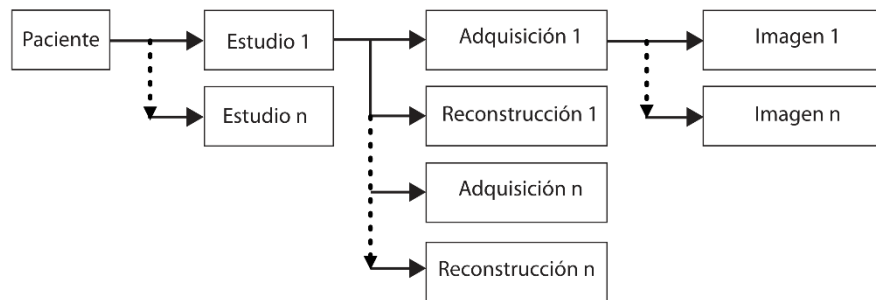 Paciente
Estudio 1
Adquisición 1
Imagen 1
Estudio n
Reconstrucción 1
Imagen n
Adquisición n
Reconstrucción n